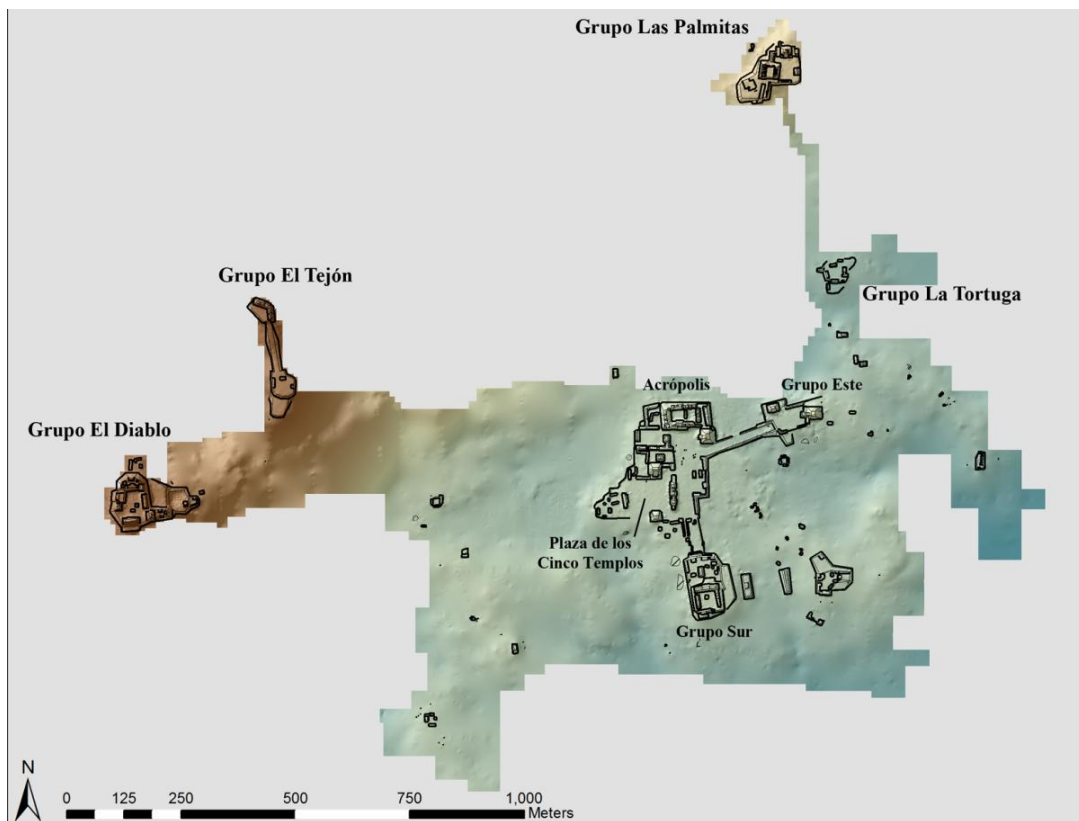 Grupo Las Palmitas
Grupo El Tejón
Grupo La Tortuga
Acrópolis
Grupo Este
Grupo El Diablo
Plaza de los
Cinco Templos
Grupo Sur
N
0 125 250 500 750 1,000
Meters